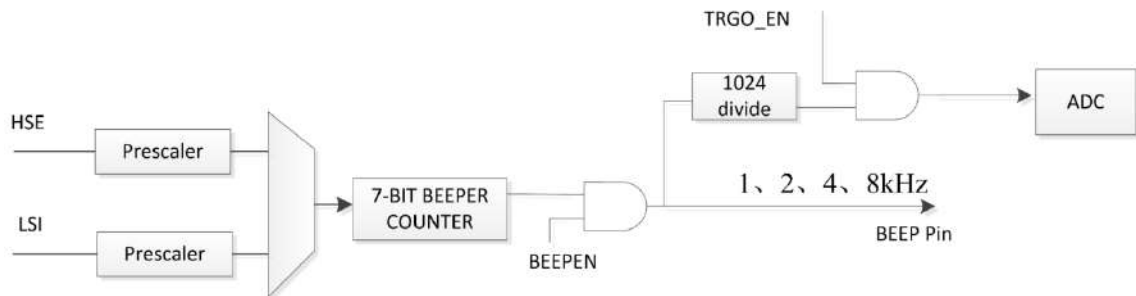 TRGO_EN
1024
divide
ADC
HSE
Prescaler
1、2、4、8kHz
7-BIT BEEPER
COUNTER
LSI
BEEP Pin
Prescaler
BEEPEN